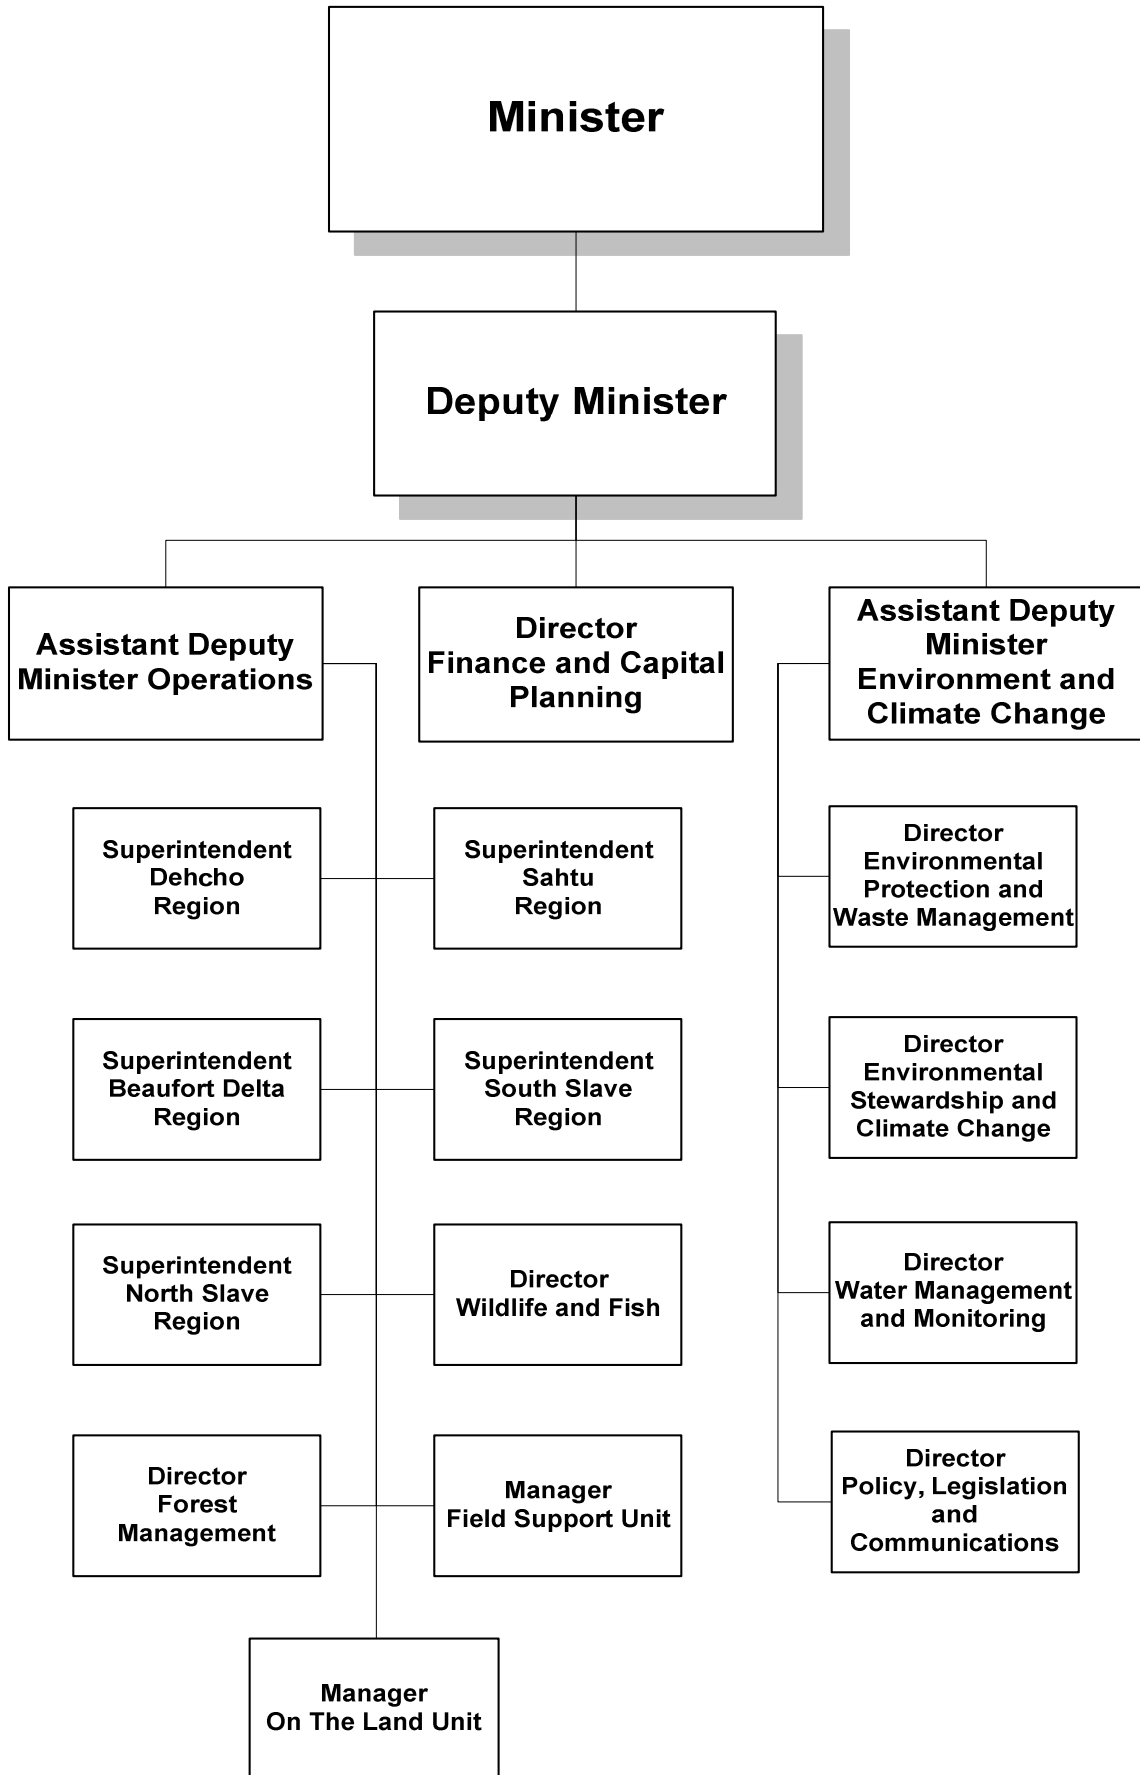 Minister
Deputy Minister
Assistant Deputy
Minister Operations
Director
Finance and Capital
Planning
Assistant Deputy
Minister
Environment and
Climate Change
Superintendent
Dehcho
Region
Superintendent
Sahtu
Region
Director
Environmental
Protection and
Waste Management
Superintendent
Beaufort Delta
Region
Superintendent
South Slave
Region
Director
Environmental
Stewardship and
Climate Change
Superintendent
North Slave
Region
Director
Wildlife and Fish
Director
Water Management
and Monitoring
Director
Forest
Management
Manager
Field Support Unit
Director
Policy, Legislation
and
Communications
Manager
On The Land Unit